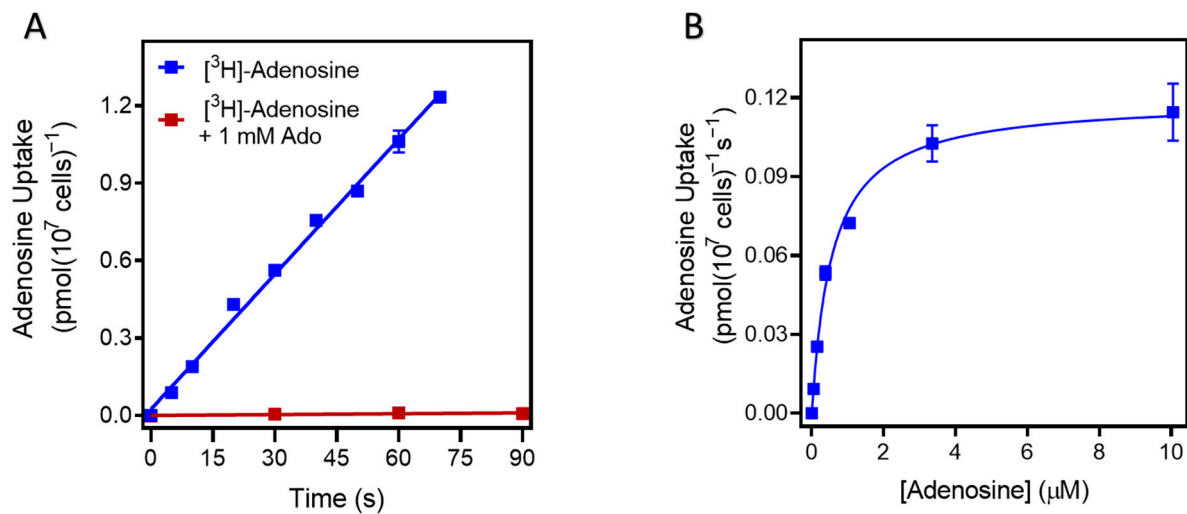 A
[³H]-Adenosine
[³H]-Adenosine
+ 1 mM Ado
1.2
0.9
0.6
0.3
0.0
Adenosine Uptake
(pmol(10⁷ cells)⁻¹
0 15 30 45 60 75 90
Time (s)
B
0.12
0.09
0.06
0.03
0.00
Adenosine Uptake
(pmol(10⁷ cells)⁻¹s⁻¹
0 2 4 6 8 10
[Adenosine] (μM)